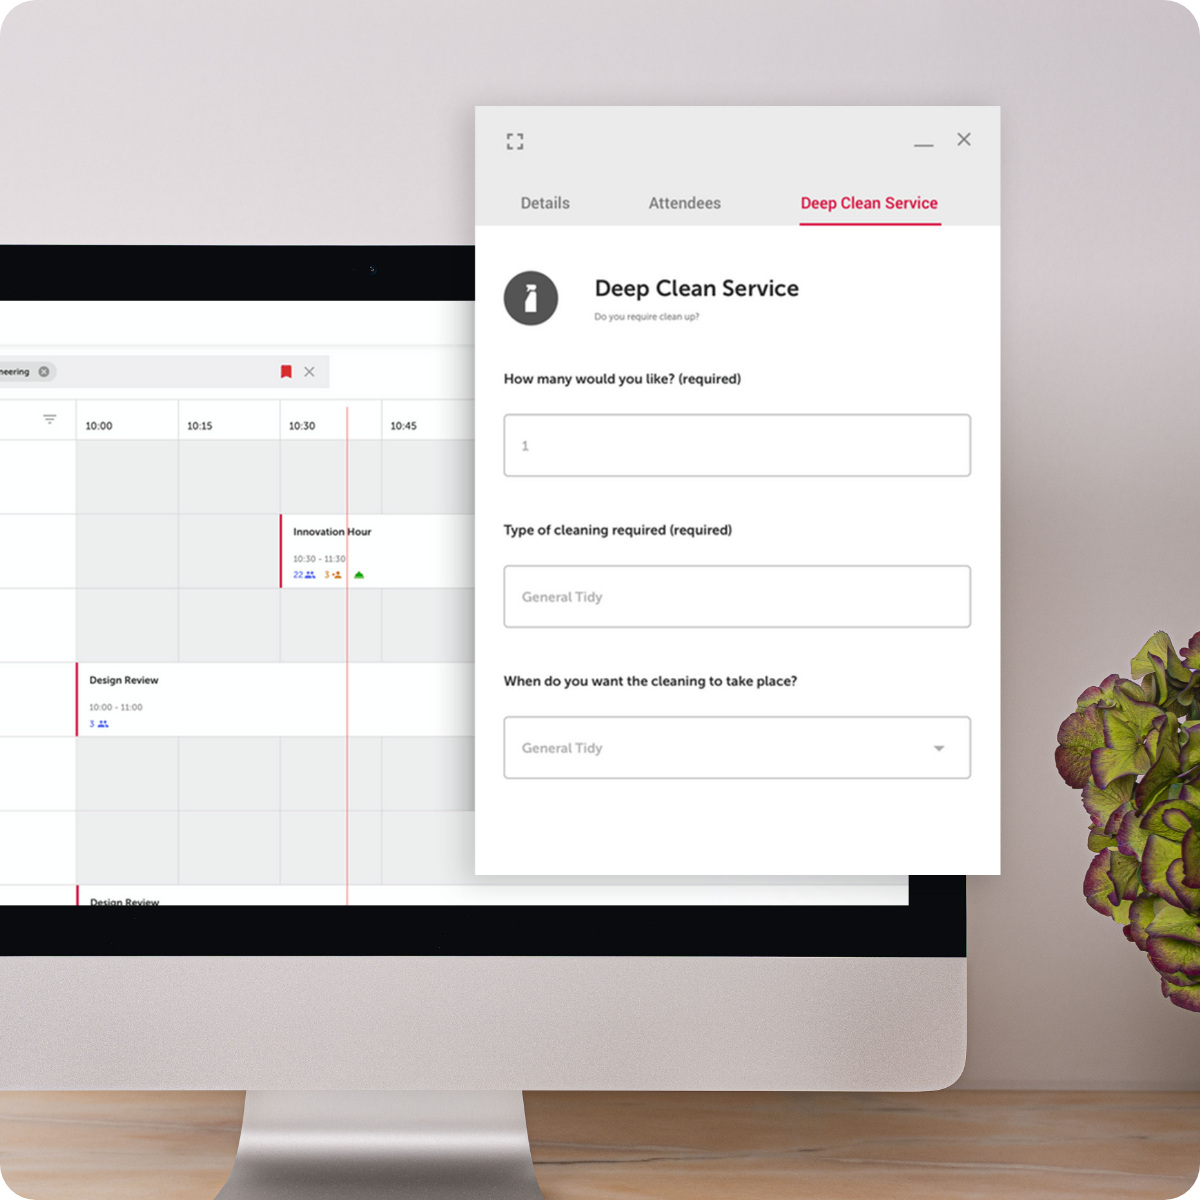 Details Attendees Deep Clean Service
Deep Clean Service
Do you require clean up?
How many would you like? (required)
1
Type of cleaning required (required)
General Tidy
When do you want the cleaning to take place?
General Tidy
10:00 10:15 10:30 10:45
Innovation Hour
10:30 - 11:30
22 3
Design Review
10:00 - 11:00
3
Design Review